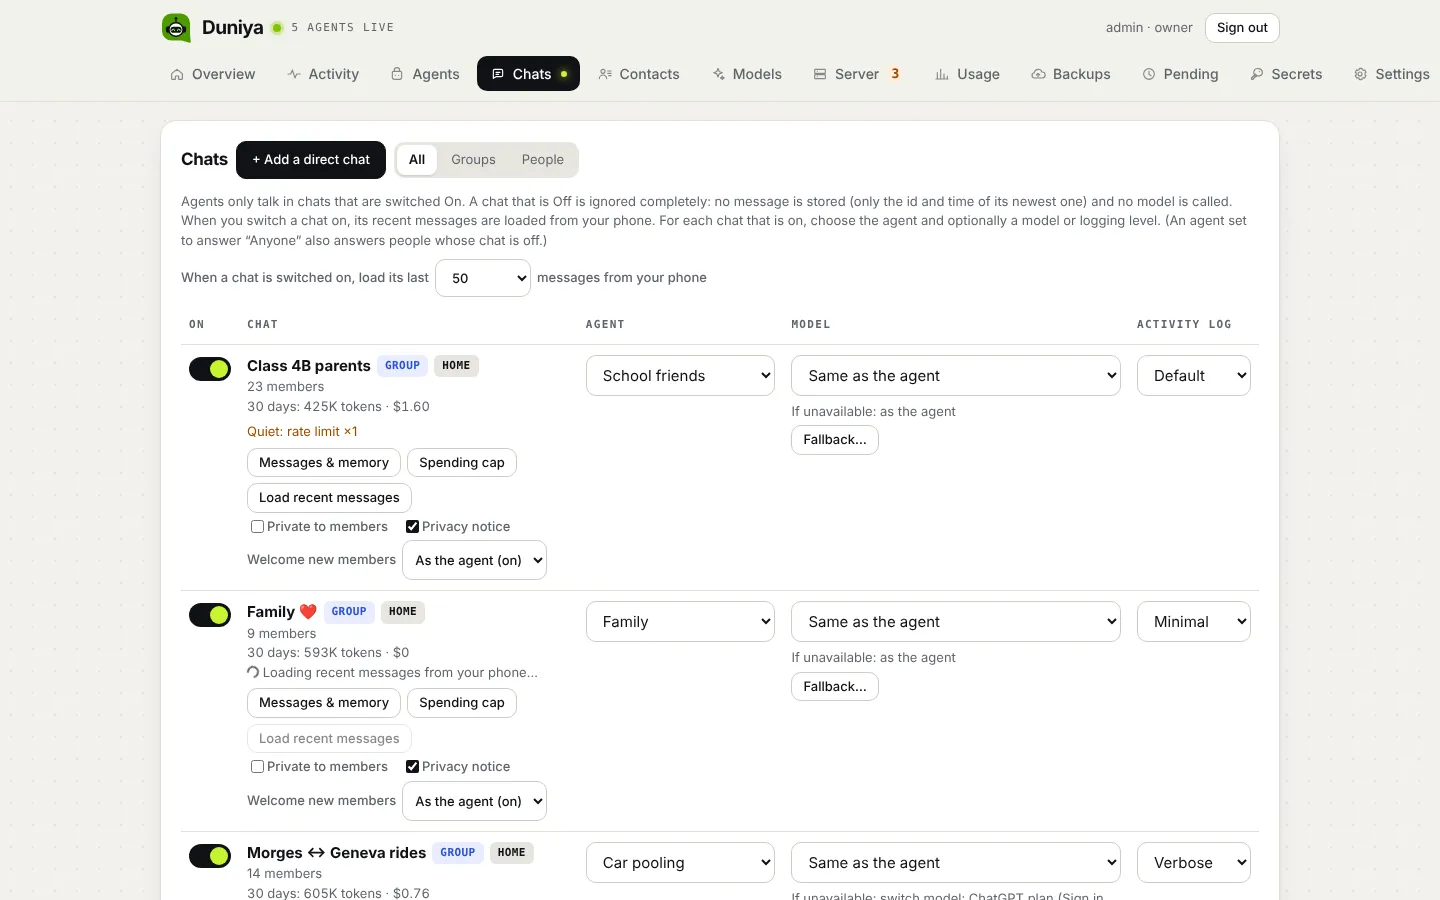 Duniya 5 AGENTS LIVE admin · owner Sign out
Overview Activity Agents Chats Contacts Models Server 3 Usage Backups Pending Secrets Settings
Chats + Add a direct chat All Groups People
Agents only talk in chats that are switched On. A chat that is Off is ignored completely: no message is stored (only the id and time of its newest one) and no model is called.
When you switch a chat on, its recent messages are loaded from your phone. For each chat that is on, choose the agent and optionally a model or logging level. (An agent set
to answer “Anyone” also answers people whose chat is off.)
When a chat is switched on, load its last 50 messages from your phone
ON CHAT AGENT MODEL ACTIVITY LOG
Class 4B parents GROUP HOME School friends Same as the agent Default
23 members
30 days: 425K tokens · $1.60 If unavailable: as the agent
Quiet: rate limit ×1 Fallback...
Messages & memory Spending cap
Load recent messages
Private to members Privacy notice
Welcome new members As the agent (on)
Family ❤️ GROUP HOME Family Same as the agent Minimal
9 members
30 days: 593K tokens · $0 If unavailable: as the agent
Loading recent messages from your phone... Fallback...
Messages & memory Spending cap
Load recent messages
Private to members Privacy notice
Welcome new members As the agent (on)
Morges ↔ Geneva rides GROUP HOME Car pooling Same as the agent Verbose
14 members
30 days: 605K tokens · $0.76 If unavailable: switch model: ChatGPT plan (Sign in